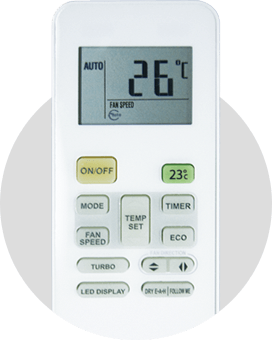 AUTO
26°C
FAN SPEED
ON/OFF
23°C
MODE
TEMP SET
TIMER
FAN SPEED
ECO
TURBO
LED DISPLAY
DRY E-A-H
FOLLOW ME